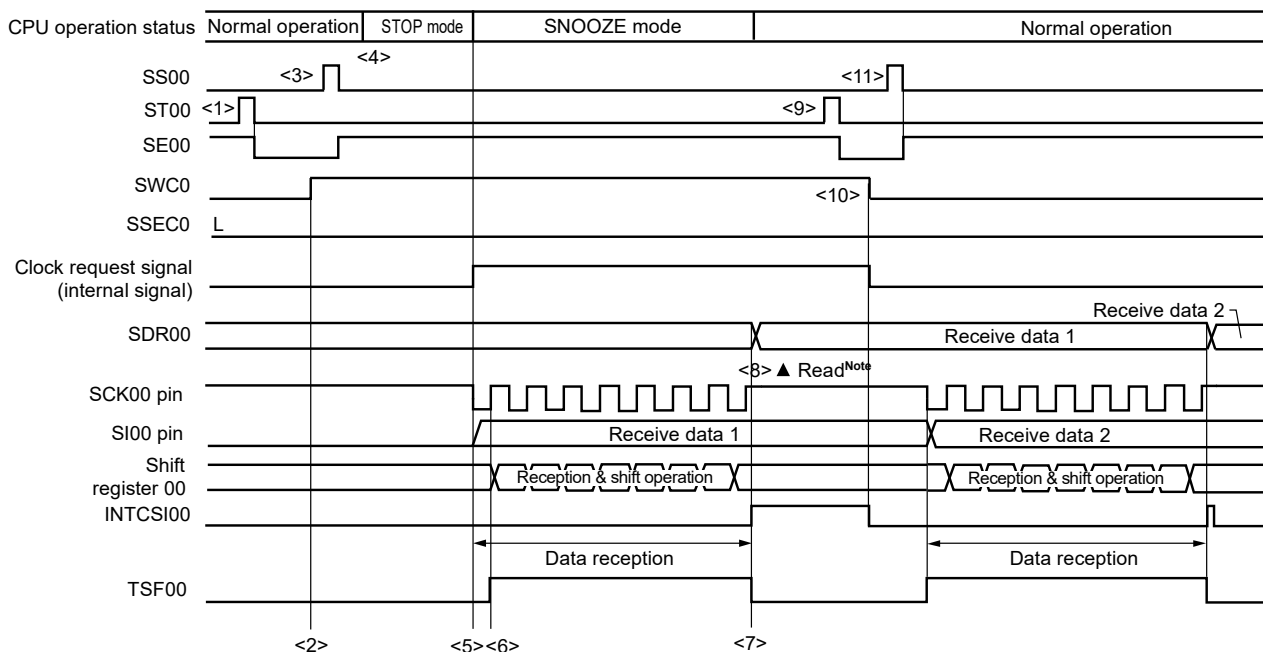 CPU operation status Normal operation STOP mode SNOOZE mode Normal operation
<4>
SS00 <3> <11>
ST00 <1> <9>
SE00
SWC0 <10>
SSEC0 L
Clock request signal
(internal signal)
Receive data 2
SDR00 Receive data 1
<8> ▲ ReadNote
SCK00 pin
SI00 pin Receive data 1 Receive data 2
Shift
register 00 Reception & shift operation Reception & shift operation
INTCSI00
Data reception Data reception
TSF00
<2> <5> <6> <7>